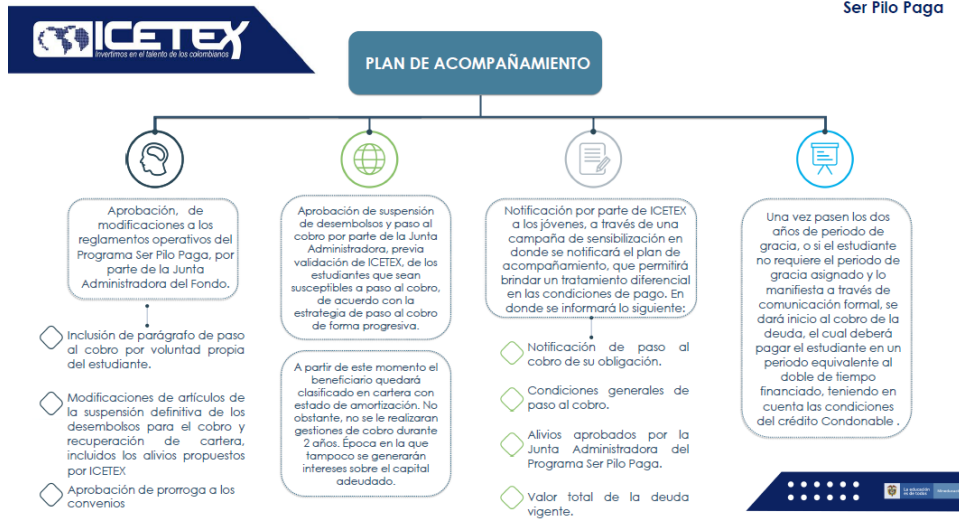 Ser Pilo Paga
ICETEX
Invertimos en el talento de los colombianos
PLAN DE ACOMPAÑAMIENTO
Aprobación, de
modificaciones a los
reglamentos operativos del
Programa Ser Pilo Paga, por
parte de la Junta
Administradora del Fondo.
Inclusión de parágrafo de paso
al cobro por voluntad propia
del estudiante.
Modificaciones de artículos de
la suspensión definitiva de los
desembolsos para el cobro y
recuperación de cartera,
incluidos los alivios propuestos
por ICETEX
Aprobación de prorroga a los
convenios
Aprobación de suspensión
de desembolsos y paso al
cobro por parte de la Junta
Administradora, previa
validación de ICETEX, de los
estudiantes que sean
susceptibles a paso al cobro,
de acuerdo con la
estrategia de paso al cobro
de forma progresiva.
A partir de este momento el
beneficiario quedará
clasificado en cartera con
estado de amortización. No
obstante, no se le realizaran
gestiones de cobro durante
2 años. Época en la que
tampoco se generarán
intereses sobre el capital
adeudado.
Notificación por parte de ICETEX
a los jóvenes, a través de una
campaña de sensibilización en
donde se notificará el plan de
acompañamiento, que permitirá
brindar un tratamiento diferencial
en las condiciones de pago. En
donde se informará lo siguiente:
Notificación de paso al
cobro de su obligación.
Condiciones generales de
paso al cobro.
Alivios aprobados por la
Junta Administradora del
Programa Ser Pilo Paga.
Valor total de la deuda
vigente.
Una vez pasen los dos
años de periodo de
gracia, o si el estudiante
no requiere el periodo de
gracia asignado y lo
manifiesta a través de
comunicación formal, se
dará inicio al cobro de la
deuda, el cual deberá
pagar el estudiante en un
periodo equivalente al
doble de tiempo
financiado, teniendo en
cuenta las condiciones
del crédito Condonable .
La educación
es de todos